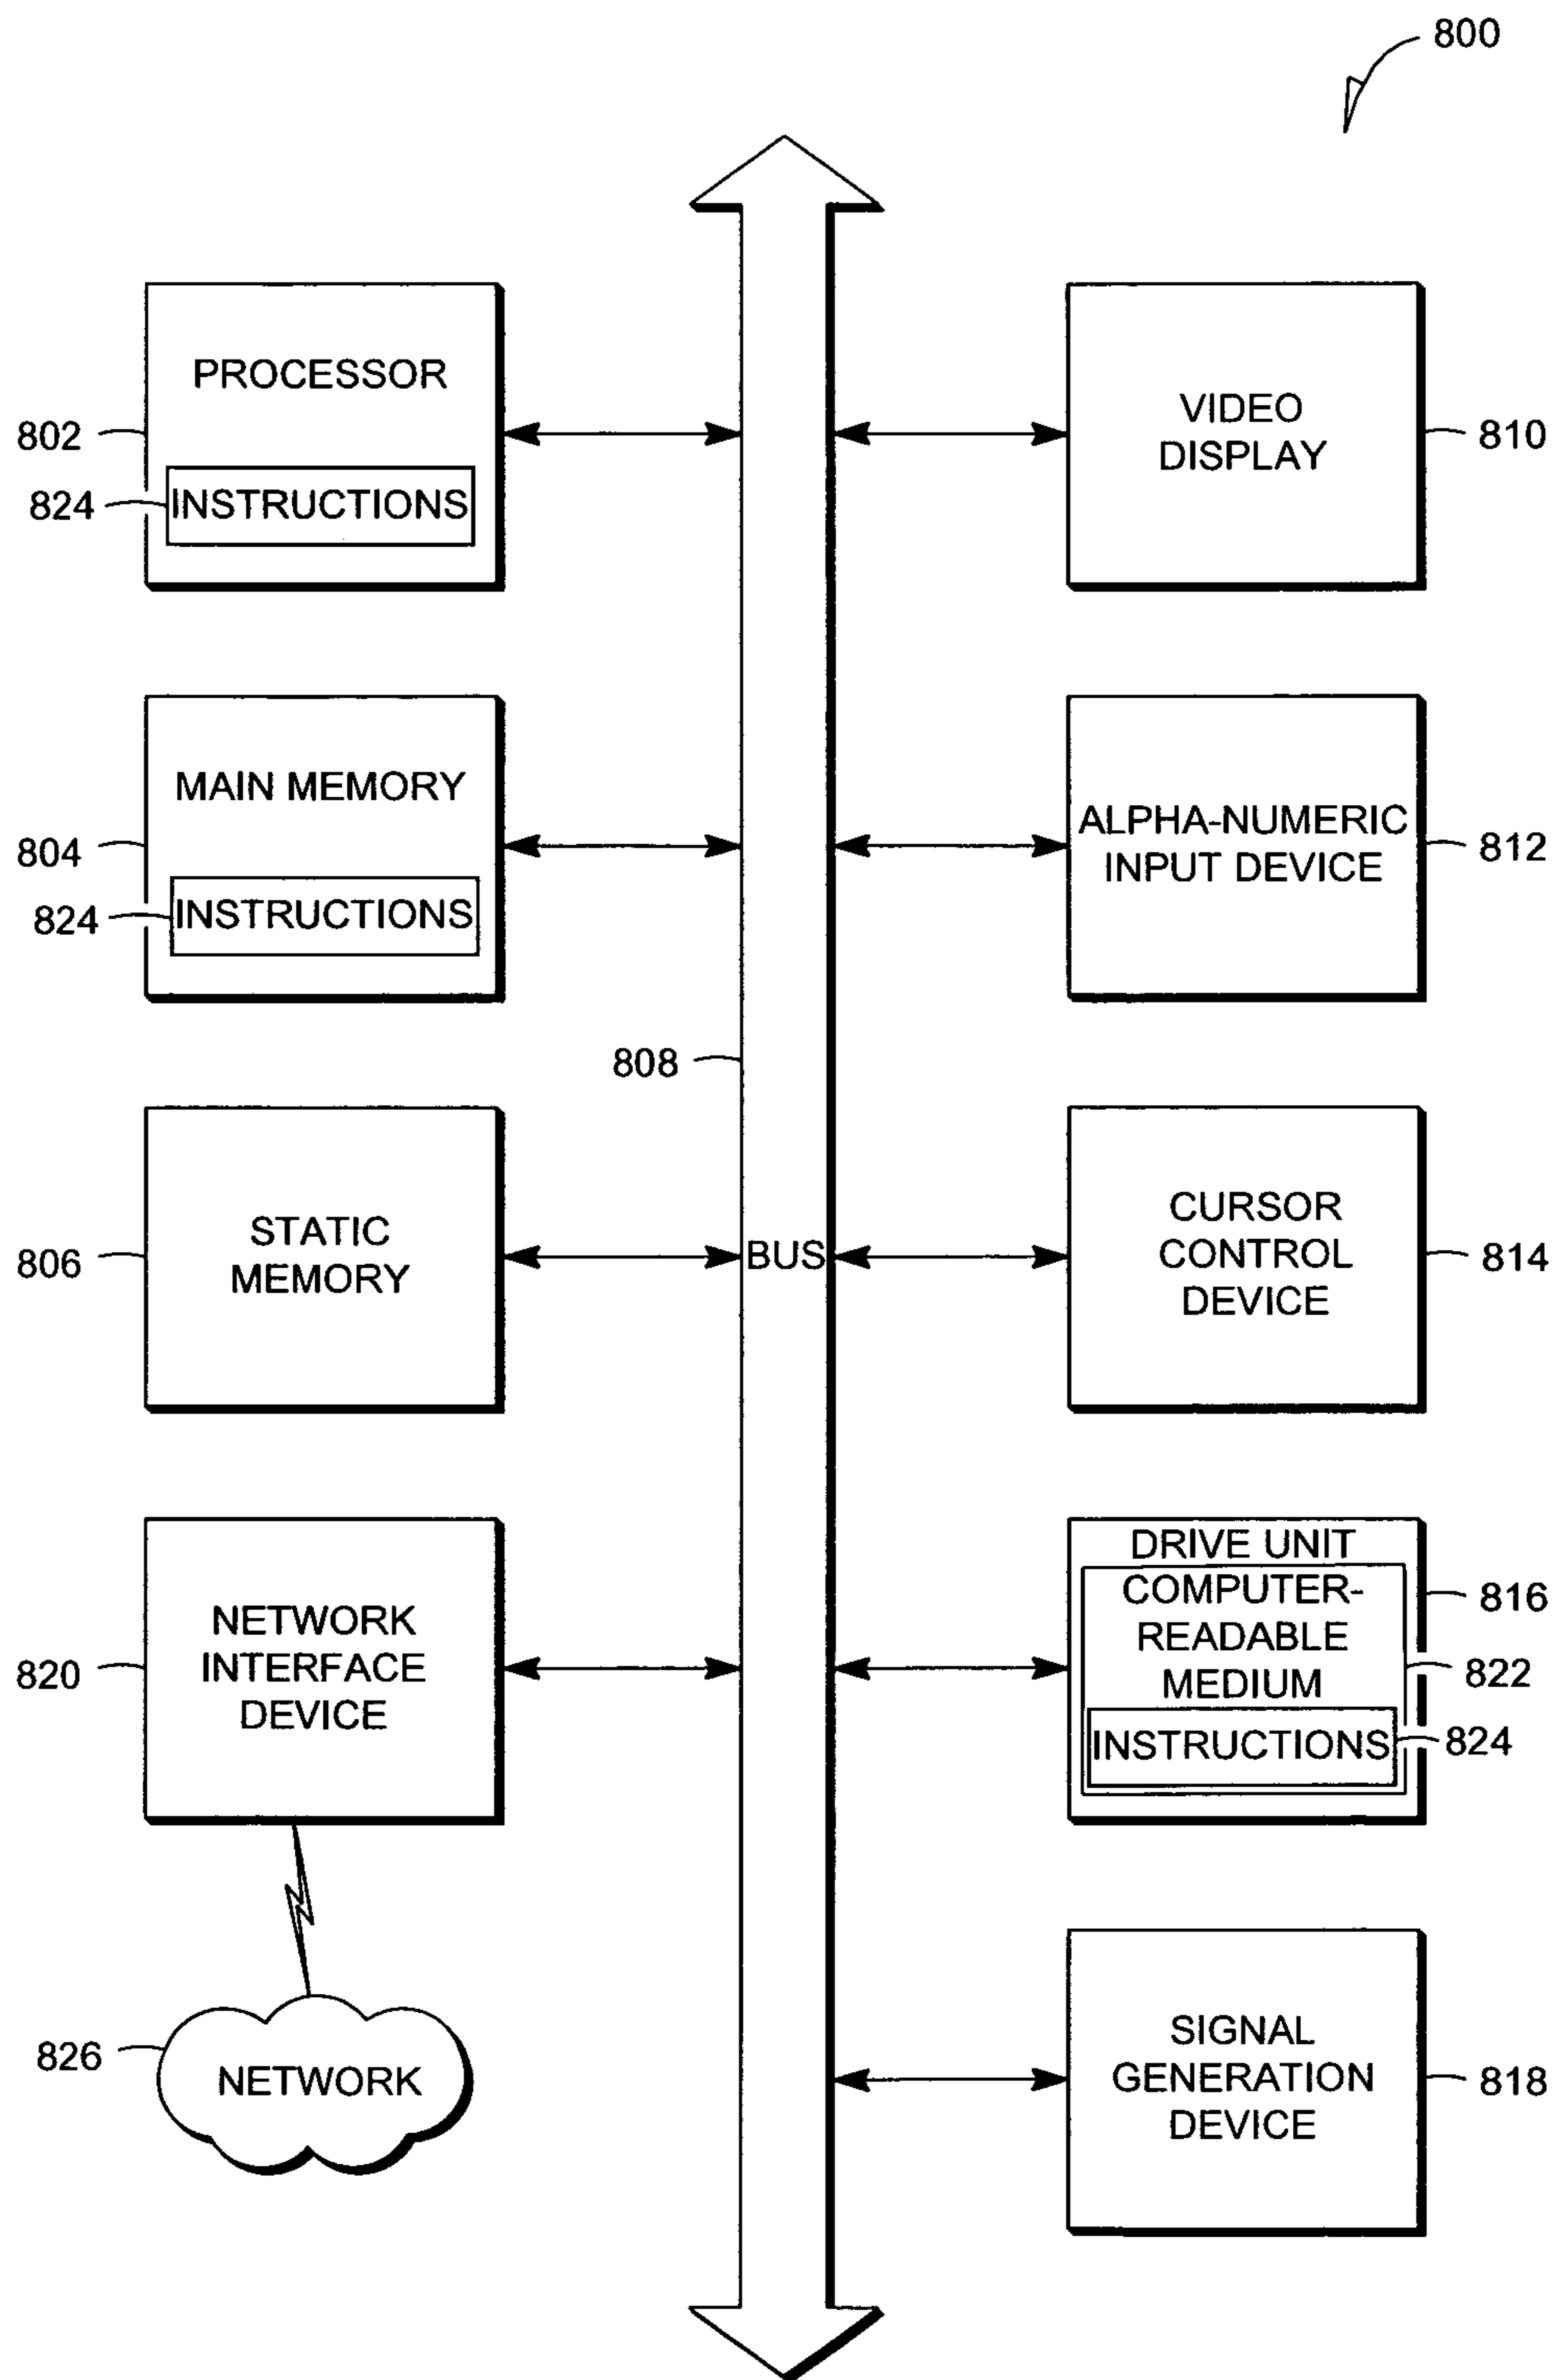 800
PROCESSOR
802
824
INSTRUCTIONS
VIDEO
DISPLAY
810
MAIN MEMORY
804
824
INSTRUCTIONS
ALPHA-NUMERIC
INPUT DEVICE
812
808
STATIC
MEMORY
806
BUS
CURSOR
CONTROL
DEVICE
814
NETWORK
INTERFACE
DEVICE
820
DRIVE UNIT
816
COMPUTER-
READABLE
MEDIUM
822
INSTRUCTIONS
824
826
NETWORK
SIGNAL
GENERATION
DEVICE
818